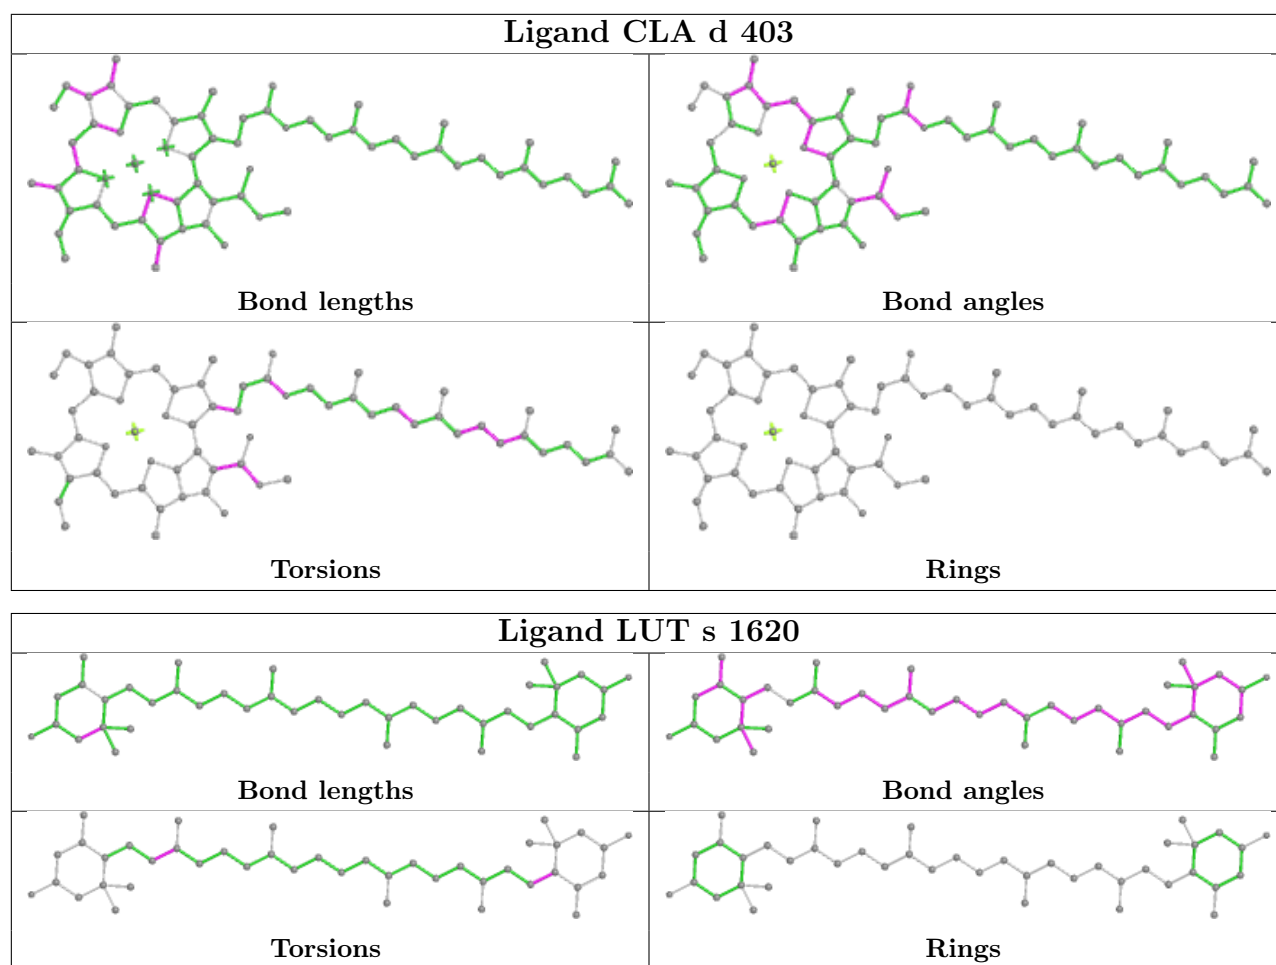 Ligand CLA d 403
Bond lengths
Bond angles
Torsions
Rings
Ligand LUT s 1620
Bond lengths
Bond angles
Torsions
Rings